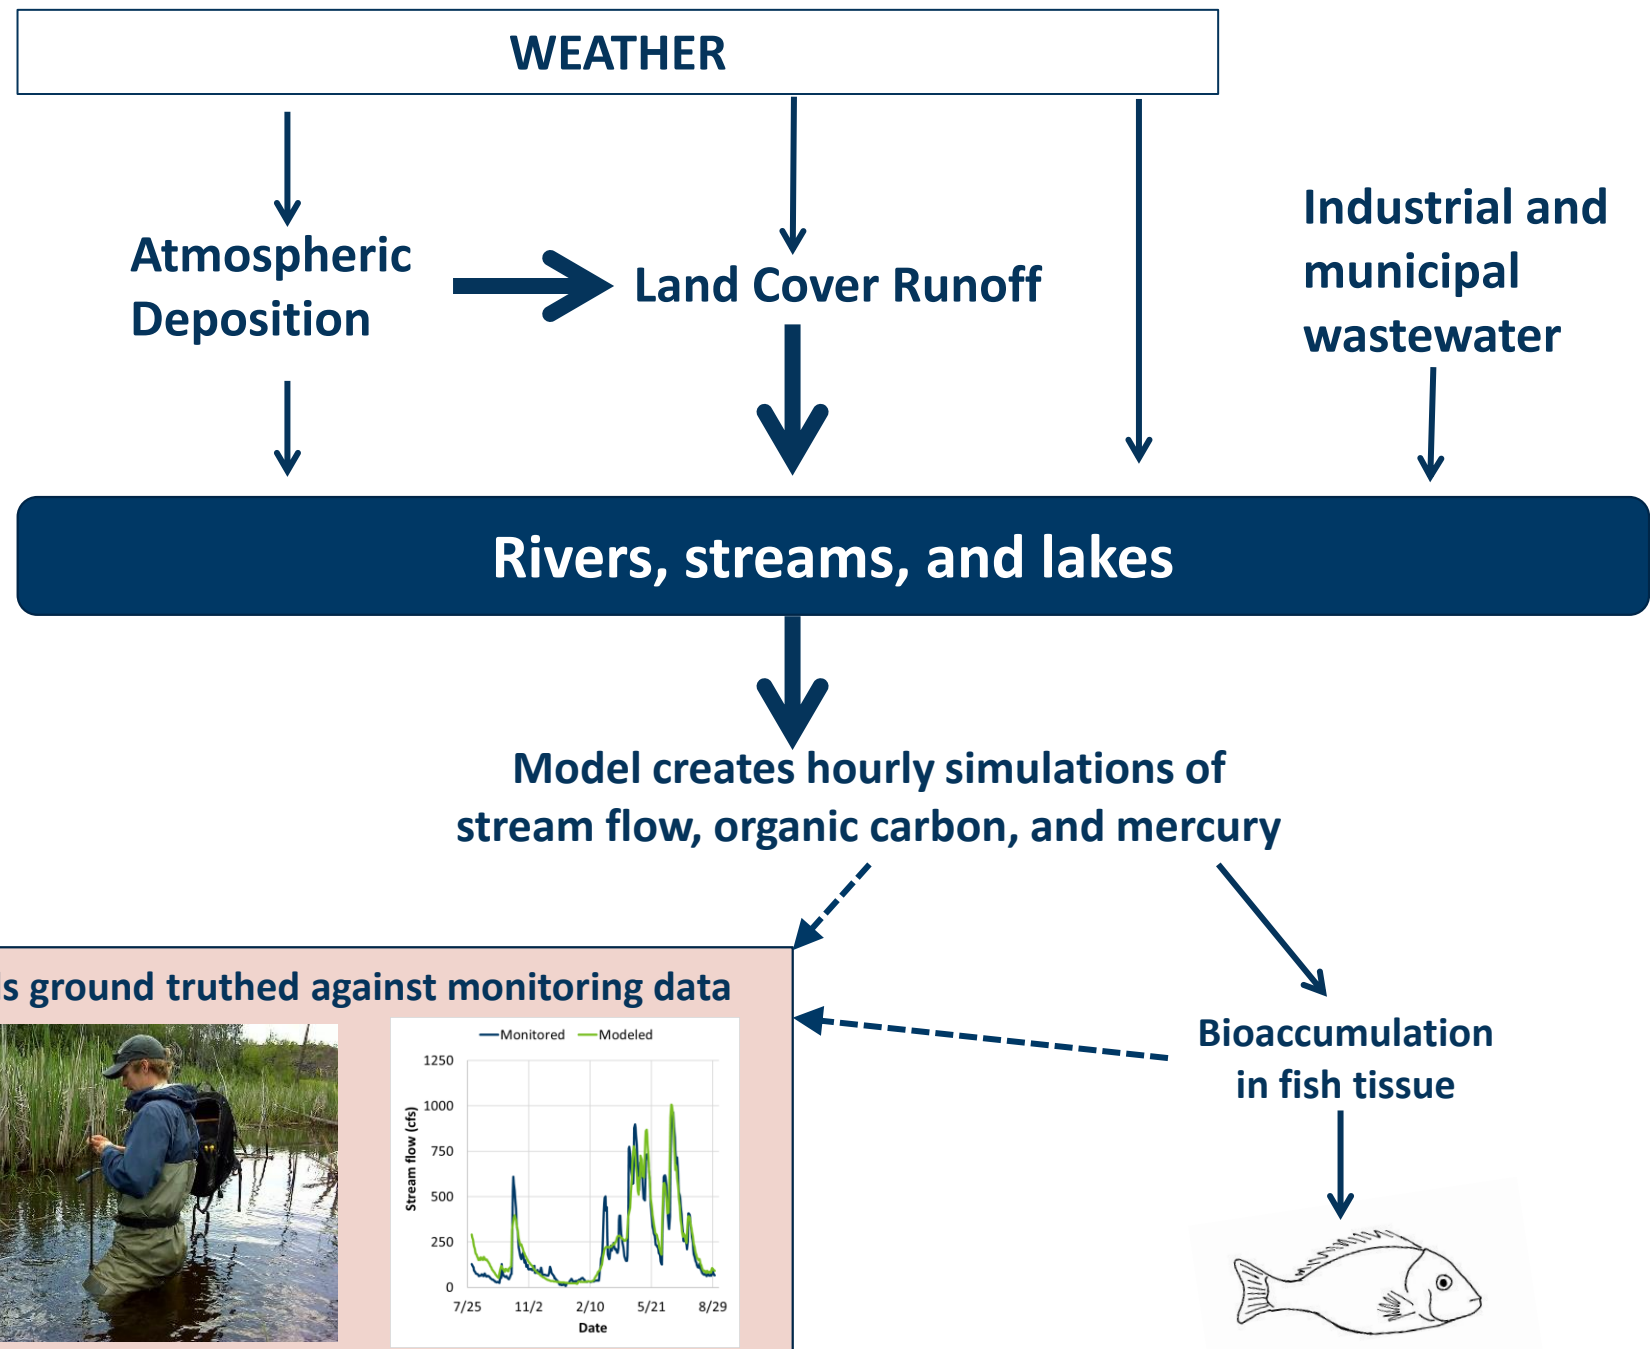 WEATHER
Atmospheric
Deposition
Land Cover Runoff
Industrial and
municipal
wastewater
Rivers, streams, and lakes
Model creates hourly simulations of
stream flow, organic carbon, and mercury
ground truthed against monitoring data
Monitored Modeled
1250
1000
750
500
250
0
Stream flow (cfs)
7/25 11/2 2/10 5/21 8/29
Date
Bioaccumulation
in fish tissue